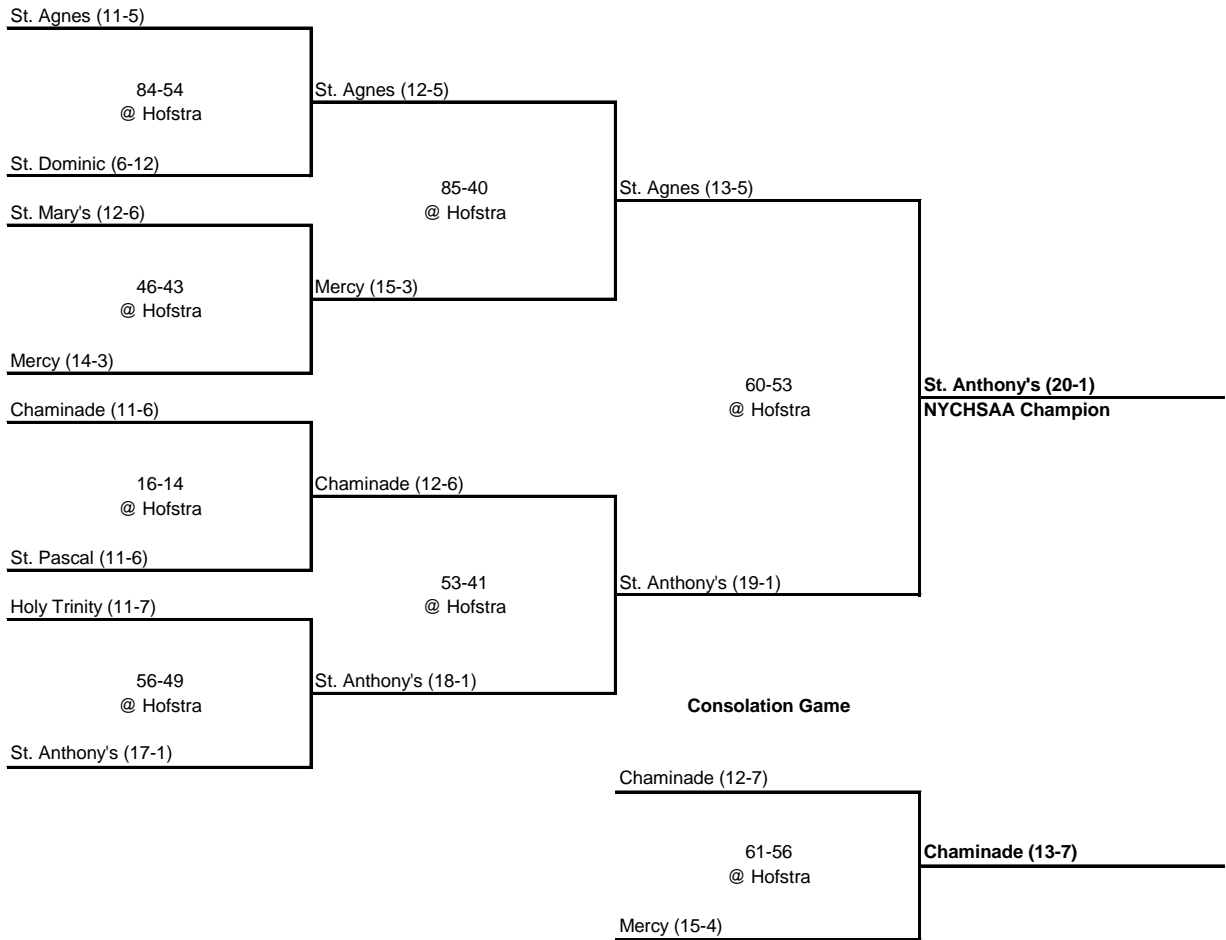 St. Agnes (11-5)
84-54
@ Hofstra
St. Agnes (12-5)
St. Dominic (6-12)
85-40
@ Hofstra
St. Agnes (13-5)
St. Mary's (12-6)
46-43
@ Hofstra
Mercy (15-3)
Mercy (14-3)
60-53
@ Hofstra
St. Anthony's (20-1)
NYCHSAA Champion
Chaminade (11-6)
16-14
@ Hofstra
Chaminade (12-6)
St. Pascal (11-6)
53-41
@ Hofstra
St. Anthony's (19-1)
Holy Trinity (11-7)
56-49
@ Hofstra
St. Anthony's (18-1)
St. Anthony's (17-1)
Consolation Game
Chaminade (12-7)
61-56
@ Hofstra
Chaminade (13-7)
Mercy (15-4)